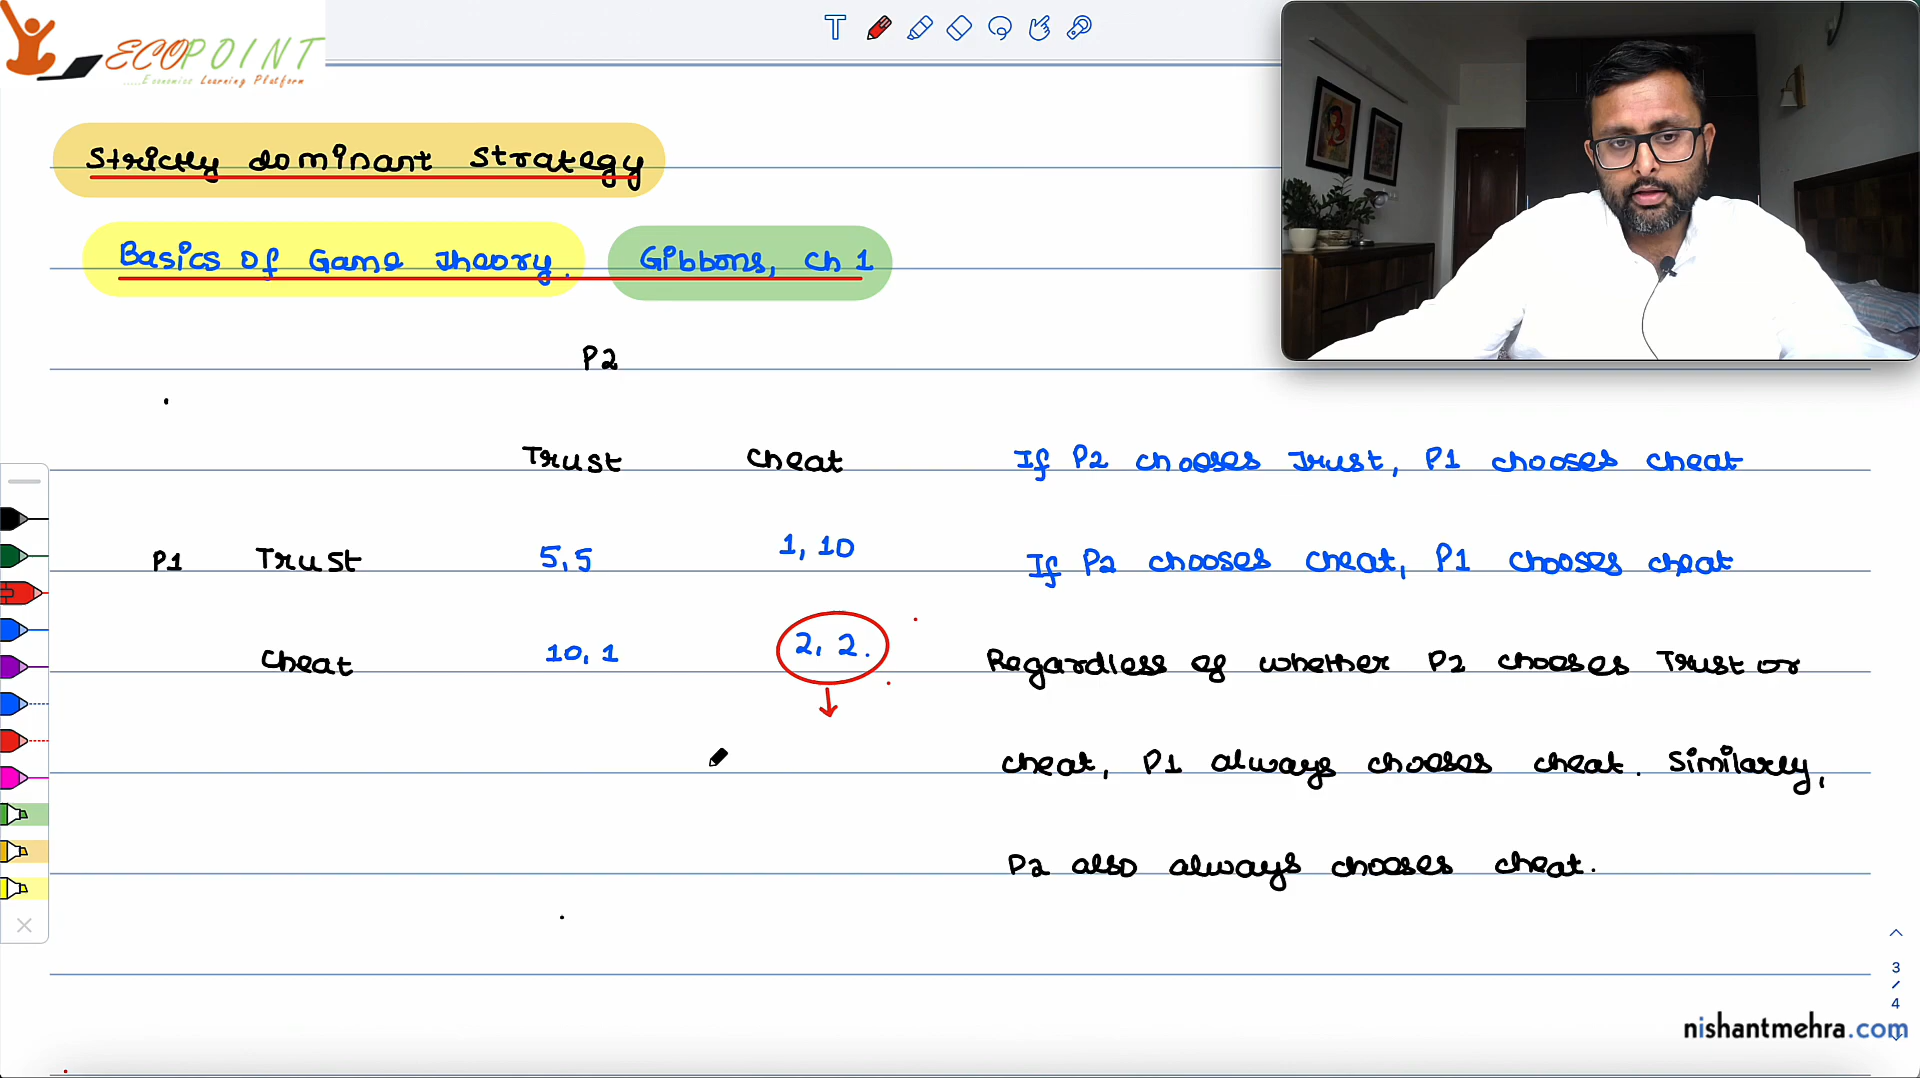 ECOPOINT
.....Economics Learning Platform
T
Strictly dominant strategy
Basics of Game Theory. Gibbons, Ch 1
P2
Trust cheat If P2 chooses Trust, P1 chooses cheat
P1 Trust 5,5 1, 10 If P2 chooses cheat, P1 chooses cheat
cheat 10, 1 2, 2. Regardless of whether P2 chooses Trust or
cheat, P1 always chooses cheat. Similarly,
P2 also always chooses cheat.
3
/
4
nishantmehra.com